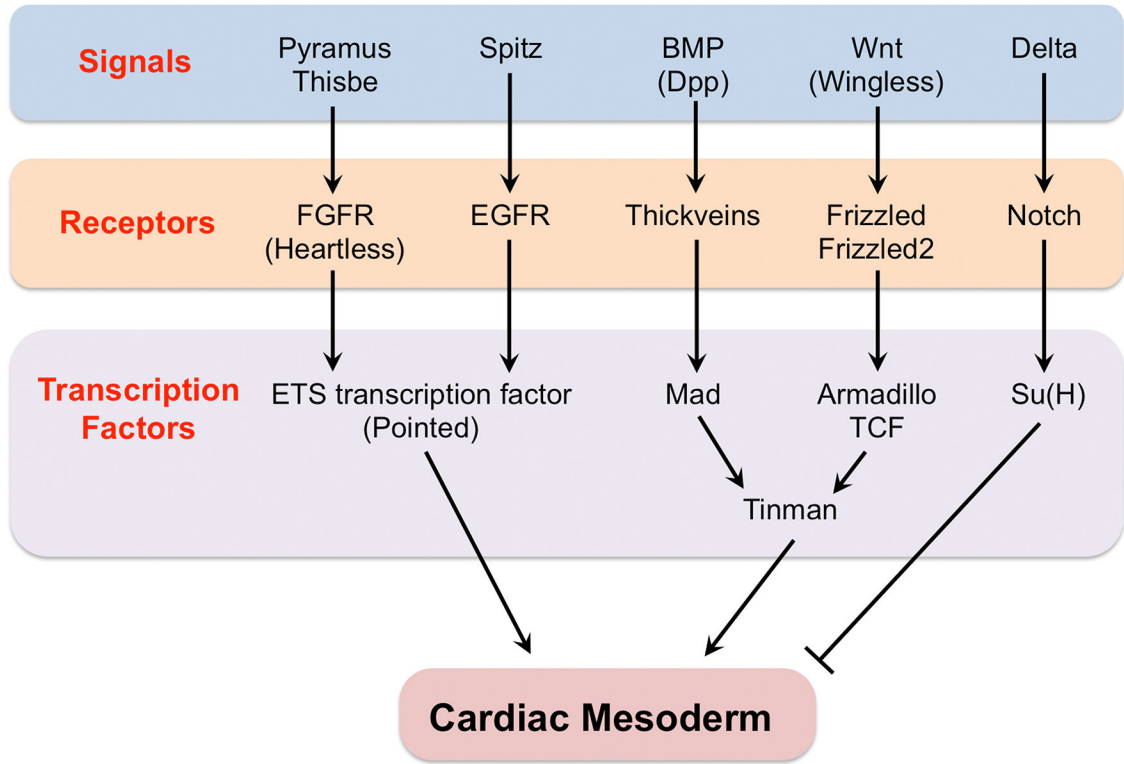 Signals
Pyramus
Thisbe
Spitz
BMP
(Dpp)
Wnt
(Wingless)
Delta
Receptors
FGFR
(Heartless)
EGFR
Thickveins
Frizzled
Frizzled2
Notch
Transcription
Factors
ETS transcription factor
(Pointed)
Mad
Armadillo
TCF
Su(H)
Tinman
Cardiac Mesoderm